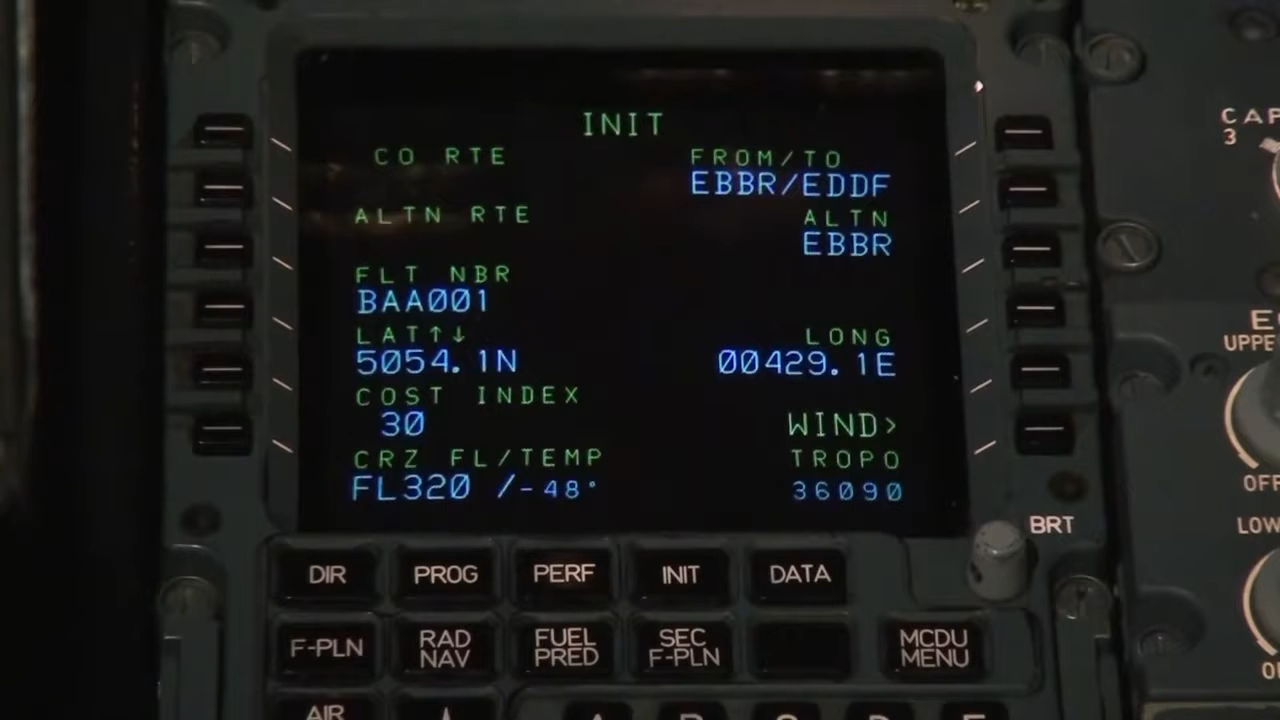 INIT
CO RTE FROM/TO
EBBR/EDDF
ALTN RTE ALTN
EBBR
FLT NBR
BAA001
LAT↑↓ LONG
5054.1N 00429.1E
COST INDEX
30 WIND>
CRZ FL/TEMP TROPO
FL320 /-48° 36090
BRT
DIR PROG PERF INIT DATA
F-PLN RAD NAV FUEL PRED SEC F-PLN MCDU MENU
AIR
3
UPPE
OFF
LOW